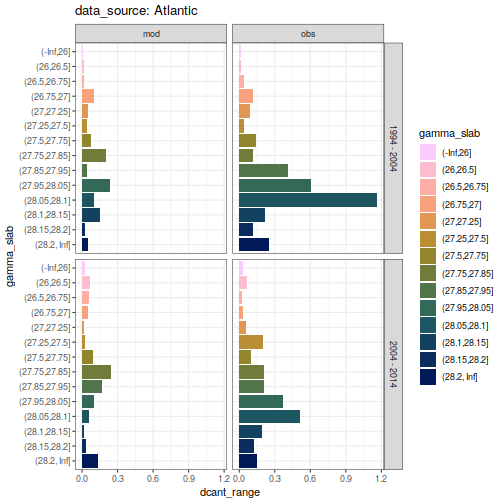 data_source: Atlantic
mod
obs
gamma_slab
(-Inf,26]
(26,26.5]
(26.5,26.75]
(26.75,27]
(27,27.25]
(27.25,27.5]
(27.5,27.75]
(27.75,27.85]
(27.85,27.95]
(27.95,28.05]
(28.05,28.1]
(28.1,28.15]
(28.15,28.2]
(28.2, Inf]
1994 - 2004
(-Inf,26]
(26,26.5]
(26.5,26.75]
(26.75,27]
(27,27.25]
(27.25,27.5]
(27.5,27.75]
(27.75,27.85]
(27.85,27.95]
(27.95,28.05]
(28.05,28.1]
(28.1,28.15]
(28.15,28.2]
(28.2, Inf]
2004 - 2014
0.0 0.3 0.6 0.9 1.2 0.0 0.3 0.6 0.9 1.2
dcant_range
gamma_slab
(-Inf,26]
(26,26.5]
(26.5,26.75]
(26.75,27]
(27,27.25]
(27.25,27.5]
(27.5,27.75]
(27.75,27.85]
(27.85,27.95]
(27.95,28.05]
(28.05,28.1]
(28.1,28.15]
(28.15,28.2]
(28.2, Inf]